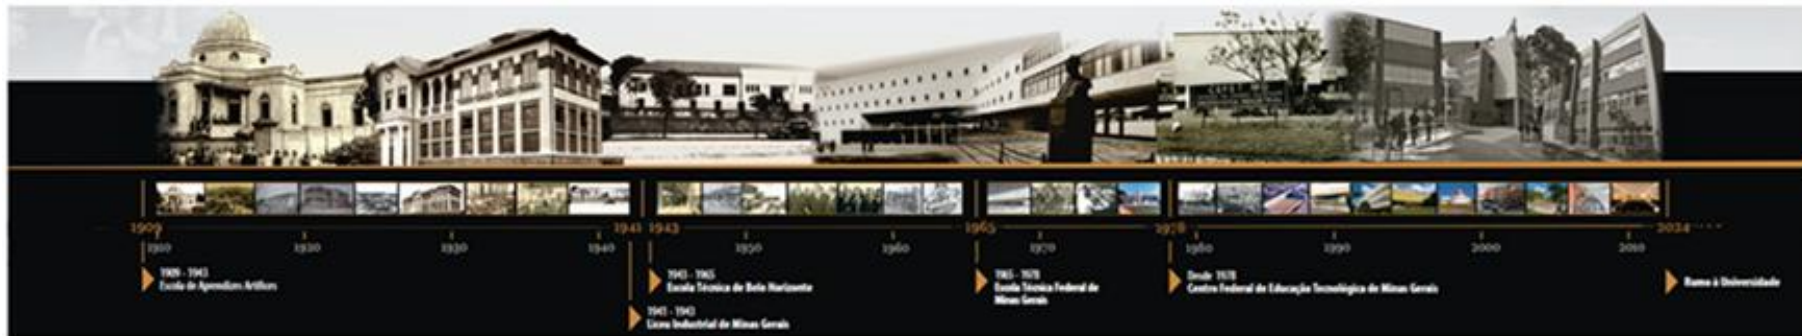 1909 1941 1943 1965 1978 2024
1910 1920 1930 1940 1950 1960 1970 1980 1990 2000 2010
1909 - 1943
Escola de Aprendizes Artífices
1941 - 1943
Liceu Industrial de Minas Gerais
1943 - 1965
Escola Técnica de Belo Horizonte
1965 - 1978
Escola Técnica Federal de
Minas Gerais
Desde 1978
Centro Federal de Educação Tecnológica de Minas Gerais
Rumo à Universidade